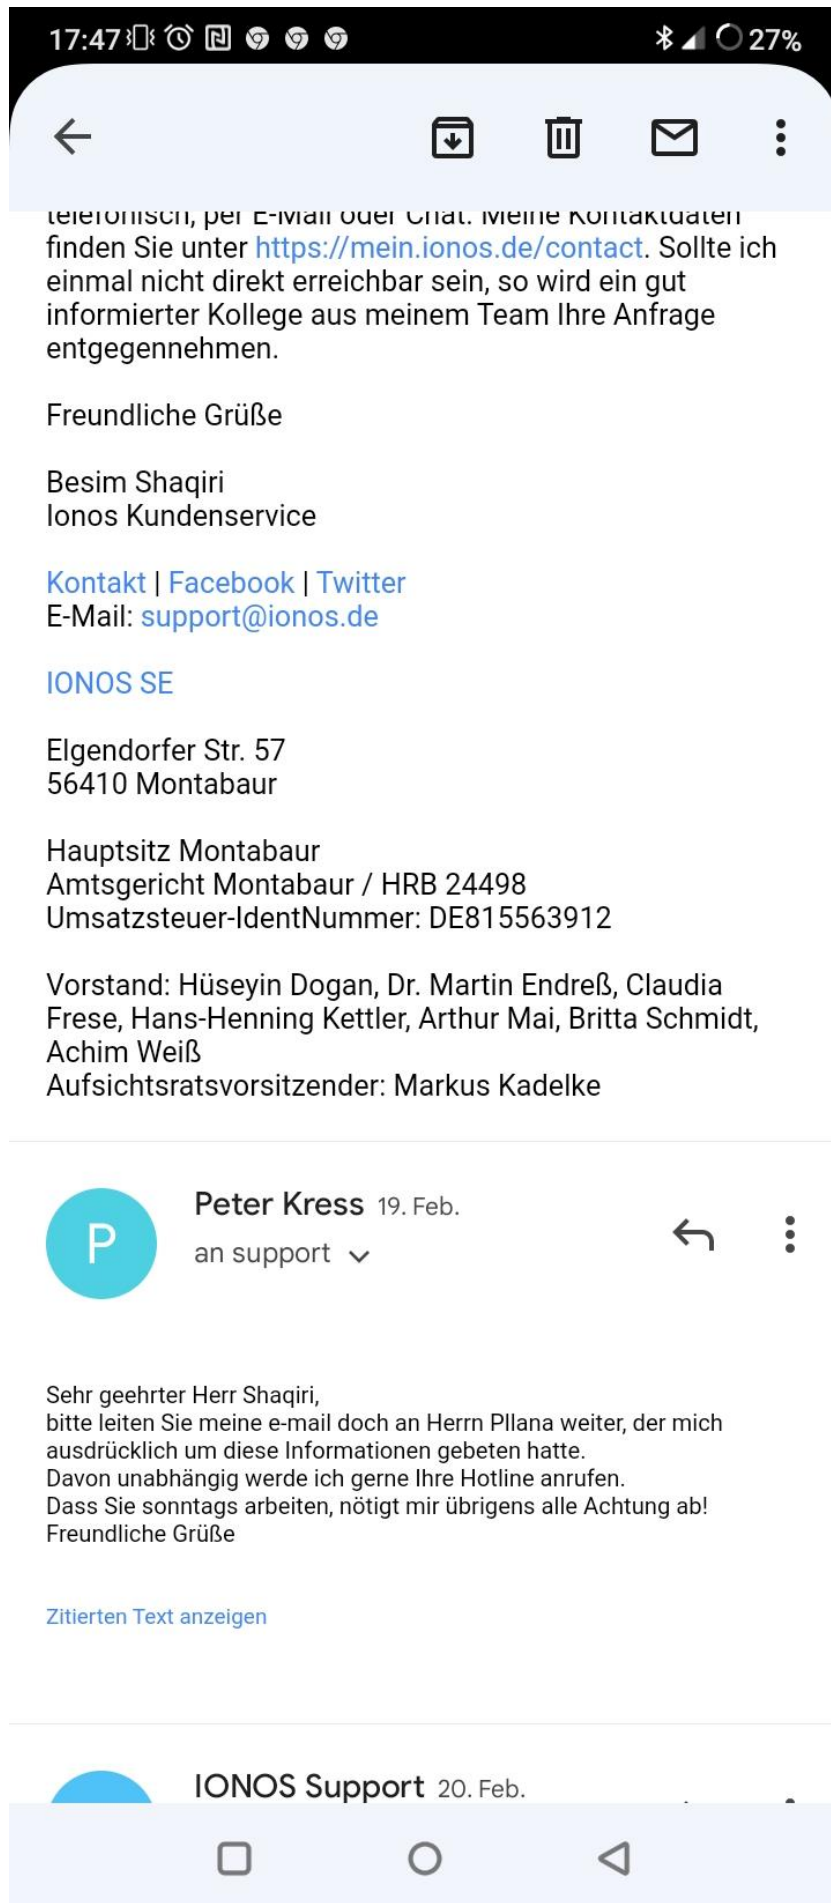 17:47
27%
telefonisch, per E-Mail oder Chat. Meine Kontaktdaten
finden Sie unter https://mein.ionos.de/contact. Sollte ich
einmal nicht direkt erreichbar sein, so wird ein gut
informierter Kollege aus meinem Team Ihre Anfrage
entgegennehmen.
Freundliche Grüße
Besim Shaqiri
Ionos Kundenservice
Kontakt | Facebook | Twitter
E-Mail: support@ionos.de
IONOS SE
Elgendorfer Str. 57
56410 Montabaur
Hauptsitz Montabaur
Amtsgericht Montabaur / HRB 24498
Umsatzsteuer-IdentNummer: DE815563912
Vorstand: Hüseyin Dogan, Dr. Martin Endreß, Claudia
Frese, Hans-Henning Kettler, Arthur Mai, Britta Schmidt,
Achim Weiß
Aufsichtsratsvorsitzender: Markus Kadelke
P
Peter Kress 19. Feb.
an support
Sehr geehrter Herr Shaqiri,
bitte leiten Sie meine e-mail doch an Herrn Pllana weiter, der mich
ausdrücklich um diese Informationen gebeten hatte.
Davon unabhängig werde ich gerne Ihre Hotline anrufen.
Dass Sie sonntags arbeiten, nötigt mir übrigens alle Achtung ab!
Freundliche Grüße
Zitierten Text anzeigen
IONOS Support 20. Feb.